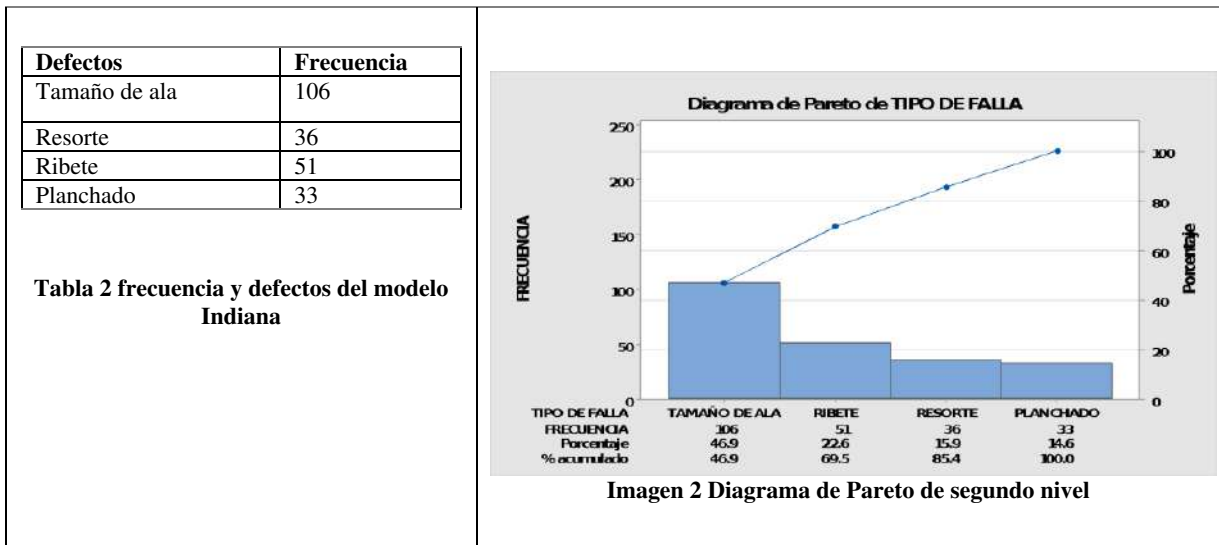 Defectos Frecuencia
Tamaño de ala 106
Resorte 36
Ribete 51
Planchado 33
Tabla 2 frecuencia y defectos del modelo
Indiana
Diagrama de Pareto de TIPO DE FALLA
250
200
150
100
50
0
FRECUENCIA
100
80
60
40
20
0
Porcentaje
TIPO DE FALLA TAMAÑO DE ALA RIBETE RESORTE PLANCHADO
FRECUENCIA 106 51 36 33
Porcentaje 46.9 22.6 15.9 14.6
% acumulado 46.9 69.5 85.4 100.0
Imagen 2 Diagrama de Pareto de segundo nivel